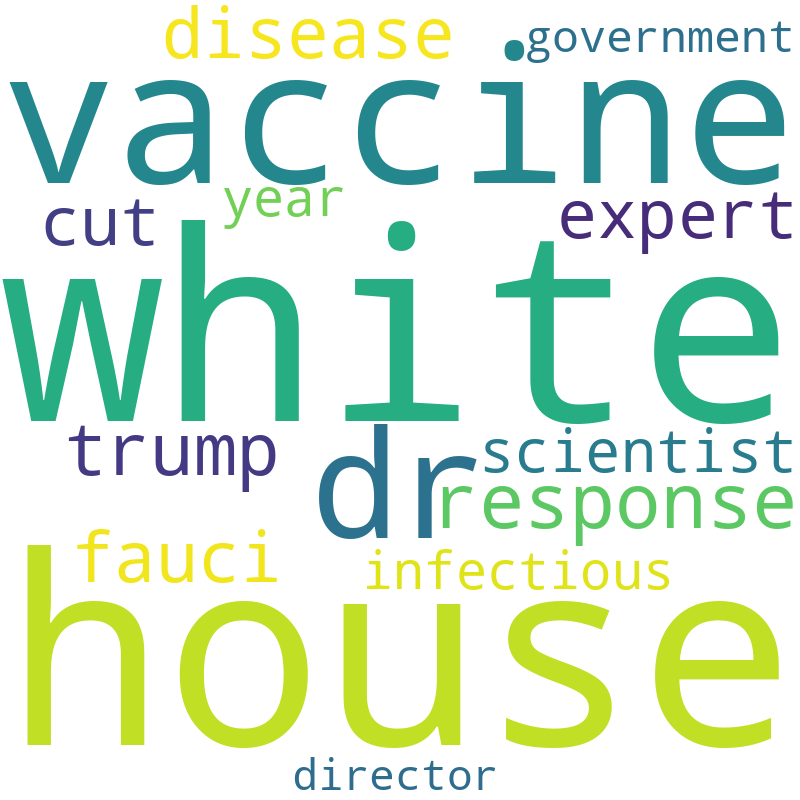 disease government
vaccine
cut year expert
white
trump dr scientist
response
fauci infectious
house
director